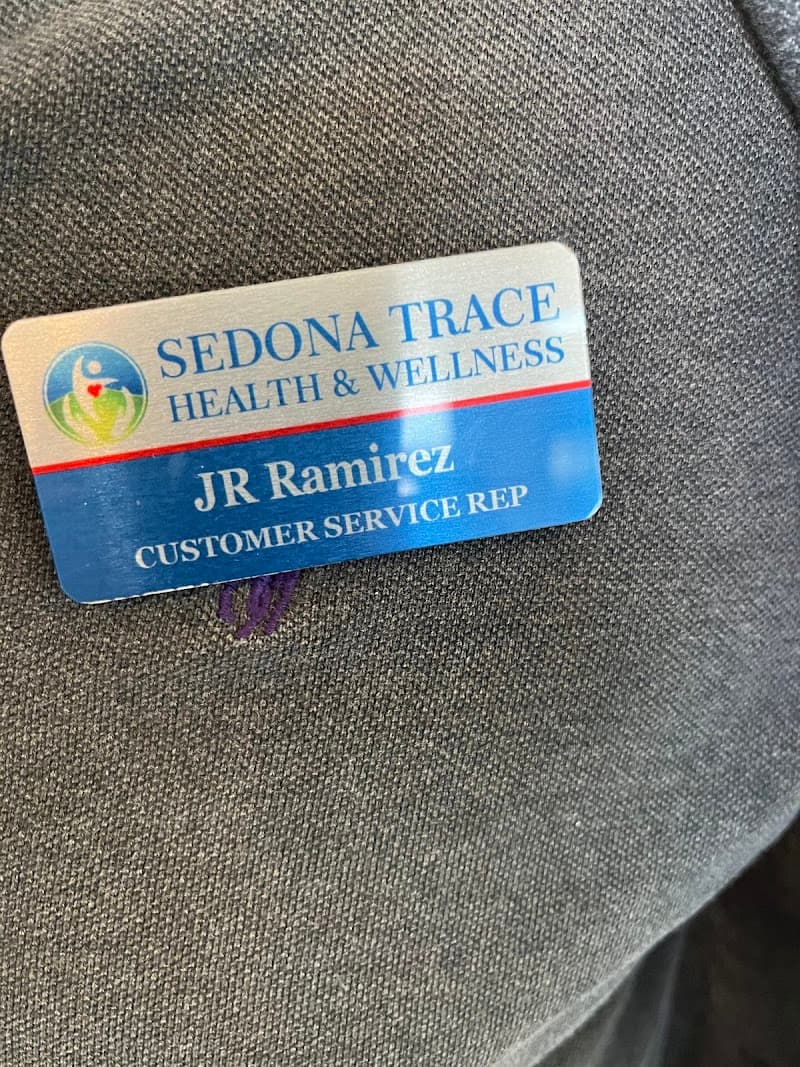 SEDONA TRACE
HEALTH & WELLNESS
JR Ramirez
CUSTOMER SERVICE REP